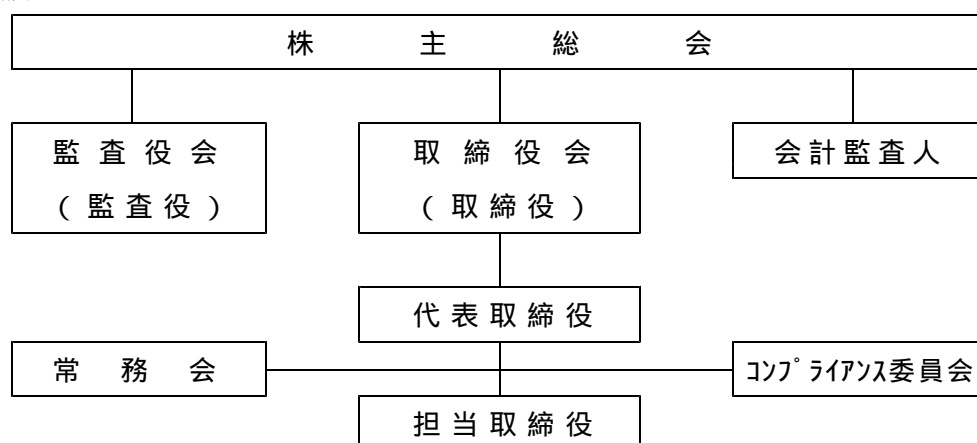 株主総会
監査役会
(監査役)
取締役会
(取締役)
会計監査人
代表取締役
常務会
ｺﾝﾌﾟﾗｲｱﾝｽ委員会
担当取締役